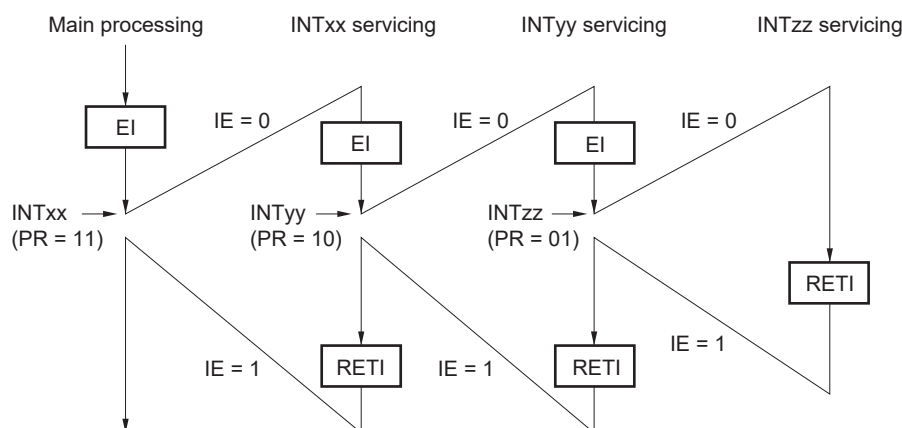 Main processing INTxx servicing INTyy servicing INTzz servicing
EI IE = 0 EI IE = 0 EI IE = 0
INTxx INTyy INTzz
(PR = 11) (PR = 10) (PR = 01)
RETI
IE = 1 RETI IE = 1 RETI IE = 1